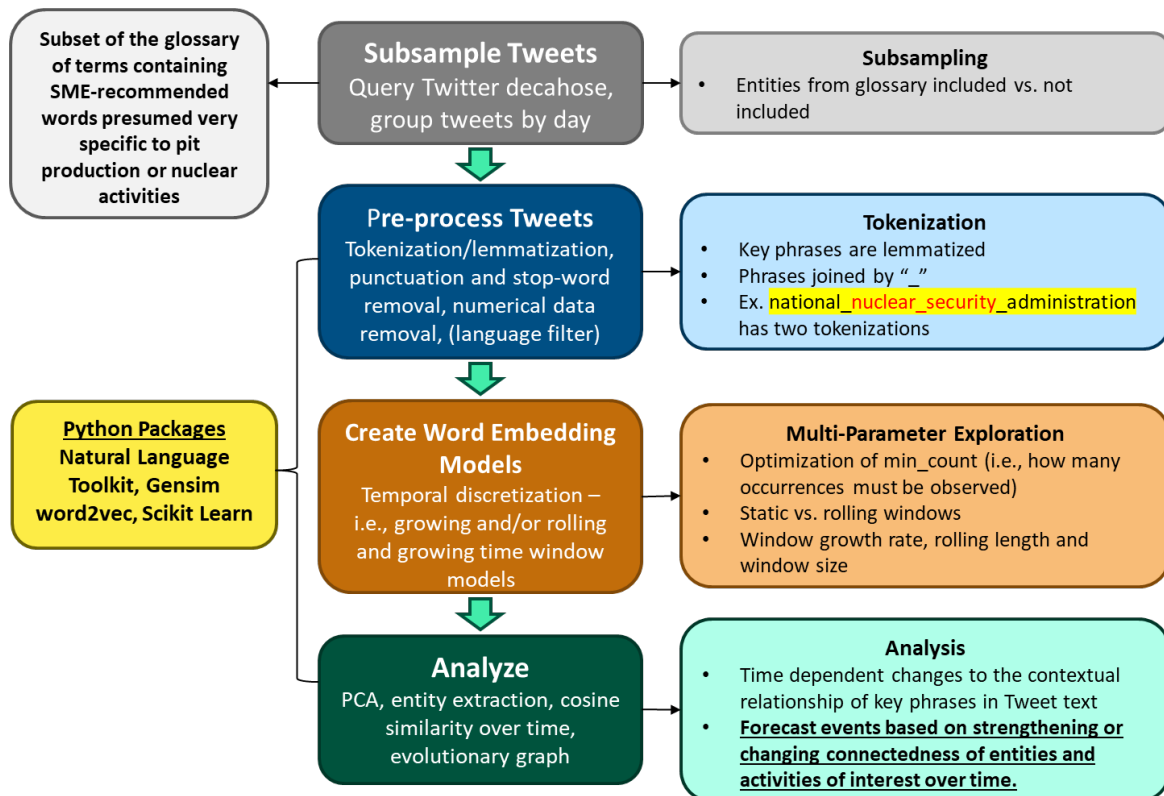 Subset of the glossary
of terms containing
SME-recommended
words presumed very
specific to pit
production or nuclear
activities
Subsample Tweets
Query Twitter decahose,
group tweets by day
Subsampling
• Entities from glossary included vs. not
included
Pre-process Tweets
Tokenization/lemmatization,
punctuation and stop-word
removal, numerical data
removal, (language filter)
Tokenization
• Key phrases are lemmatized
• Phrases joined by “_”
• Ex. national_nuclear_security_administration
has two tokenizations
Python Packages
Natural Language
Toolkit, Gensim
word2vec, Scikit Learn
Create Word Embedding
Models
Temporal discretization –
i.e., growing and/or rolling
and growing time window
models
Multi-Parameter Exploration
• Optimization of min_count (i.e., how many
occurrences must be observed)
• Static vs. rolling windows
• Window growth rate, rolling length and
window size
Analyze
PCA, entity extraction, cosine
similarity over time,
evolutionary graph
Analysis
• Time dependent changes to the contextual
relationship of key phrases in Tweet text
• Forecast events based on strengthening or
changing connectedness of entities and
activities of interest over time.